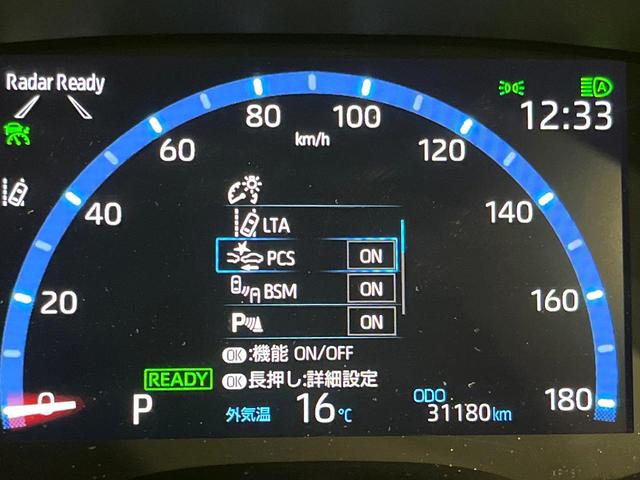 Radar Ready
12:33
0
20
40
60
80
100
120
140
160
180
km/h
LTA
PCS ON
BSM ON
P ON
OK:機能 ON/OFF
OK 長押し:詳細設定
READY
P
外気温 16℃
ODO
31180km